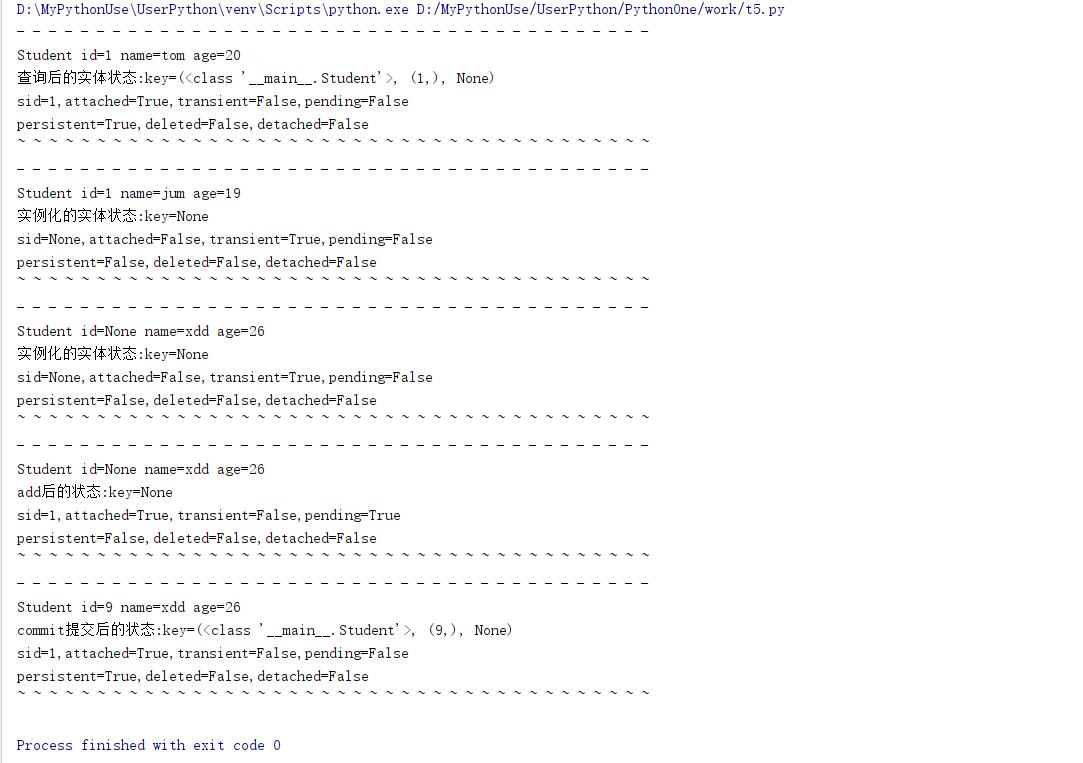 D:\MyPythonUse\UserPython\venv\Scripts\python.exe D:/MyPythonUse/UserPython/PythonOne/work/t5.py
- - - - - - - - - - - - - - - - - - - - - - - - - - - - - - - - - - - - - - - -
Student id=1 name=tom age=20
查询后的实体状态:key=(<class '__main__.Student'>, (1,), None)
sid=1,attached=True,transient=False,pending=False
persistent=True,deleted=False,detached=False
~ ~ ~ ~ ~ ~ ~ ~ ~ ~ ~ ~ ~ ~ ~ ~ ~ ~ ~ ~ ~ ~ ~ ~ ~ ~ ~ ~ ~ ~ ~ ~ ~ ~ ~ ~ ~ ~ ~ ~
- - - - - - - - - - - - - - - - - - - - - - - - - - - - - - - - - - - - - - - -
Student id=1 name=jum age=19
实例化的实体状态:key=None
sid=None,attached=False,transient=True,pending=False
persistent=False,deleted=False,detached=False
~ ~ ~ ~ ~ ~ ~ ~ ~ ~ ~ ~ ~ ~ ~ ~ ~ ~ ~ ~ ~ ~ ~ ~ ~ ~ ~ ~ ~ ~ ~ ~ ~ ~ ~ ~ ~ ~ ~ ~
- - - - - - - - - - - - - - - - - - - - - - - - - - - - - - - - - - - - - - - -
Student id=None name=xdd age=26
实例化的实体状态:key=None
sid=None,attached=False,transient=True,pending=False
persistent=False,deleted=False,detached=False
~ ~ ~ ~ ~ ~ ~ ~ ~ ~ ~ ~ ~ ~ ~ ~ ~ ~ ~ ~ ~ ~ ~ ~ ~ ~ ~ ~ ~ ~ ~ ~ ~ ~ ~ ~ ~ ~ ~ ~
- - - - - - - - - - - - - - - - - - - - - - - - - - - - - - - - - - - - - - - -
Student id=None name=xdd age=26
add后的状态:key=None
sid=1,attached=True,transient=False,pending=True
persistent=False,deleted=False,detached=False
~ ~ ~ ~ ~ ~ ~ ~ ~ ~ ~ ~ ~ ~ ~ ~ ~ ~ ~ ~ ~ ~ ~ ~ ~ ~ ~ ~ ~ ~ ~ ~ ~ ~ ~ ~ ~ ~ ~ ~
- - - - - - - - - - - - - - - - - - - - - - - - - - - - - - - - - - - - - - - -
Student id=9 name=xdd age=26
commit提交后的状态:key=(<class '__main__.Student'>, (9,), None)
sid=1,attached=True,transient=False,pending=False
persistent=True,deleted=False,detached=False
~ ~ ~ ~ ~ ~ ~ ~ ~ ~ ~ ~ ~ ~ ~ ~ ~ ~ ~ ~ ~ ~ ~ ~ ~ ~ ~ ~ ~ ~ ~ ~ ~ ~ ~ ~ ~ ~ ~ ~
Process finished with exit code 0